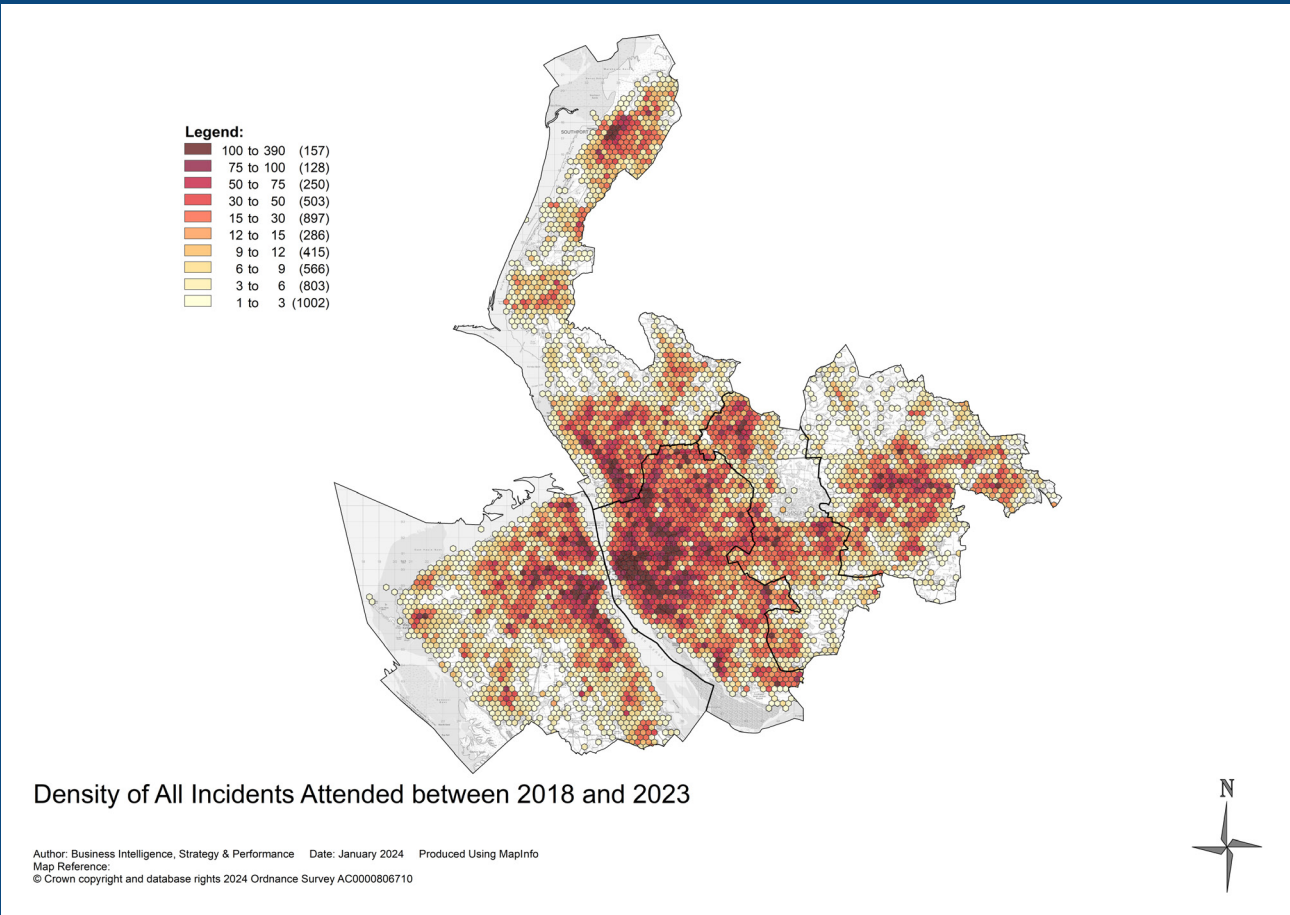 Legend:
100 to 390 (157)
75 to 100 (128)
50 to 75 (250)
30 to 50 (503)
15 to 30 (897)
12 to 15 (286)
9 to 12 (415)
6 to 9 (566)
3 to 6 (803)
1 to 3 (1002)
SOUTHPORT
Density of All Incidents Attended between 2018 and 2023
N
Author: Business Intelligence, Strategy & Performance Date: January 2024 Produced Using MapInfo
Map Reference:
© Crown copyright and database rights 2024 Ordnance Survey AC0000806710